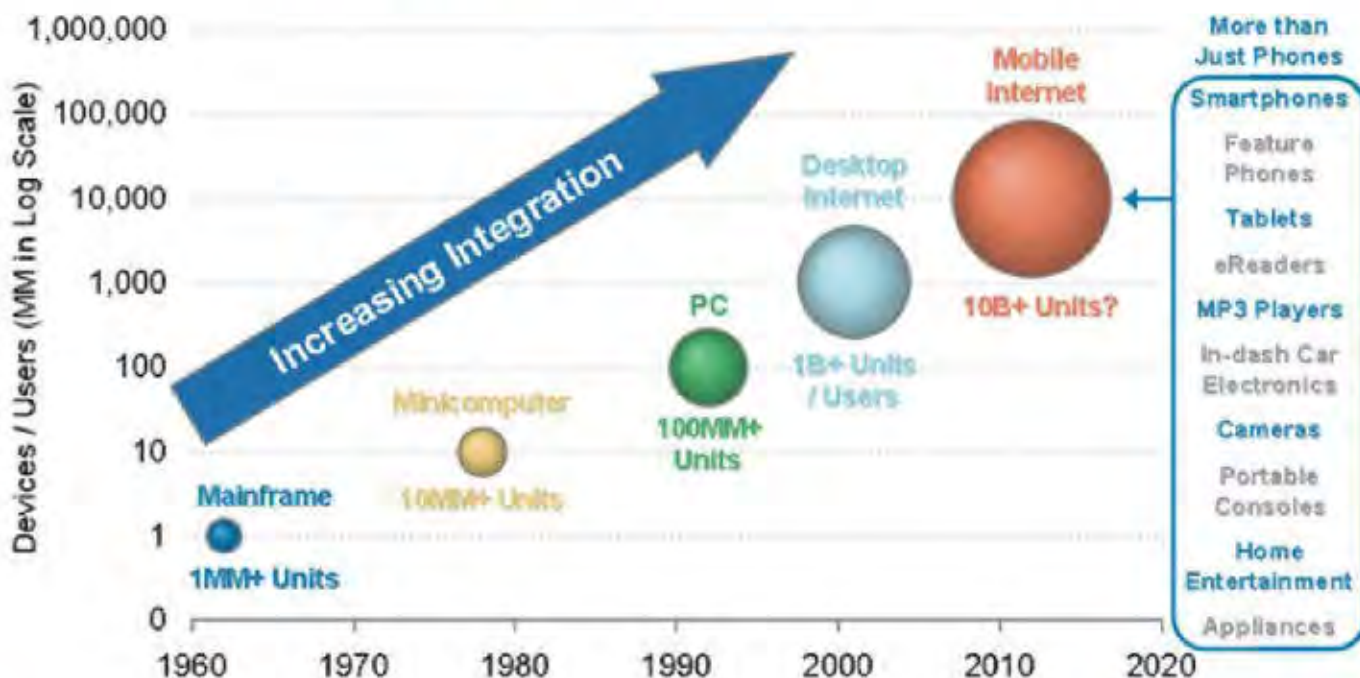 1,000,000
100,000
10,000
1,000
100
10
1
0
Devices / Users (MM in Log Scale)
1960
1970
1980
1990
2000
2010
2020
Increasing Integration
Mainframe
1MM+ Units
Minicomputer
10MM+ Units
PC
100MM+
Units
Desktop
Internet
1B+ Units
/ Users
Mobile
Internet
10B+ Units?
More than
Just Phones
Smartphones
Feature
Phones
Tablets
eReaders
MP3 Players
In-dash Car
Electronics
Cameras
Portable
Consoles
Home
Entertainment
Appliances